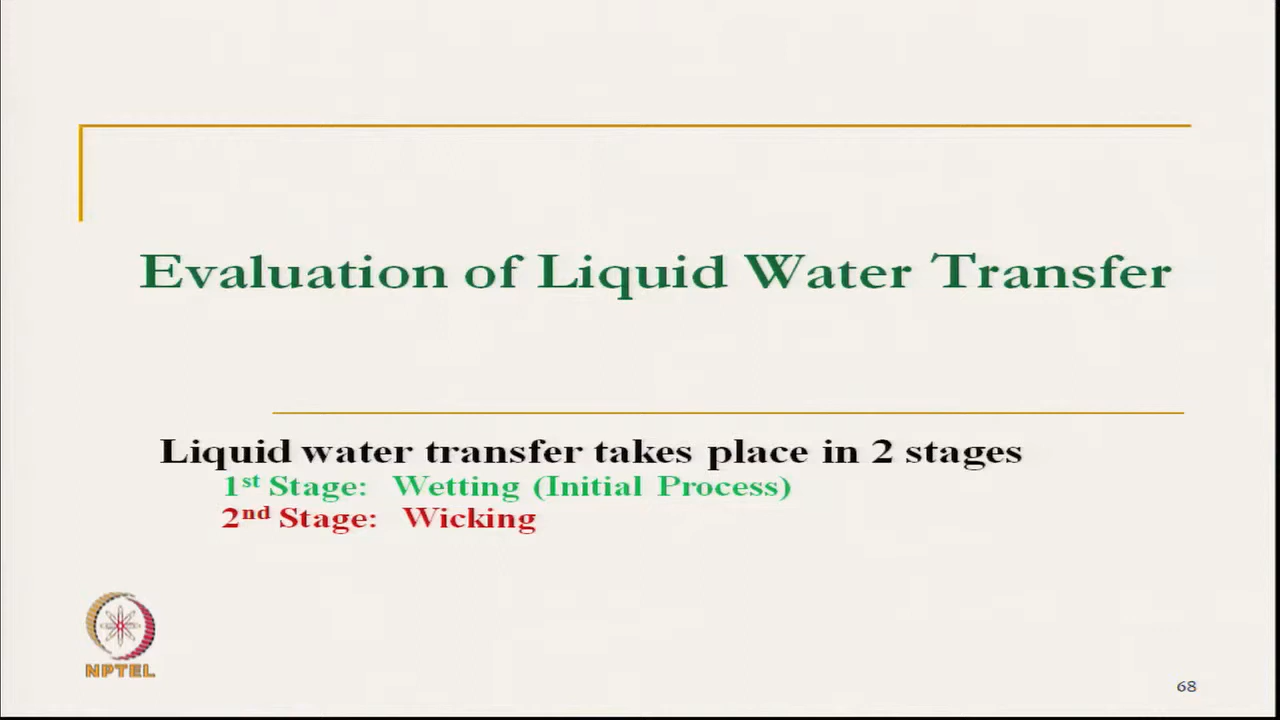 Evaluation of Liquid Water Transfer
Liquid water transfer takes place in 2 stages
1st Stage: Wetting (Initial Process)
2nd Stage: Wicking
NPTEL
68